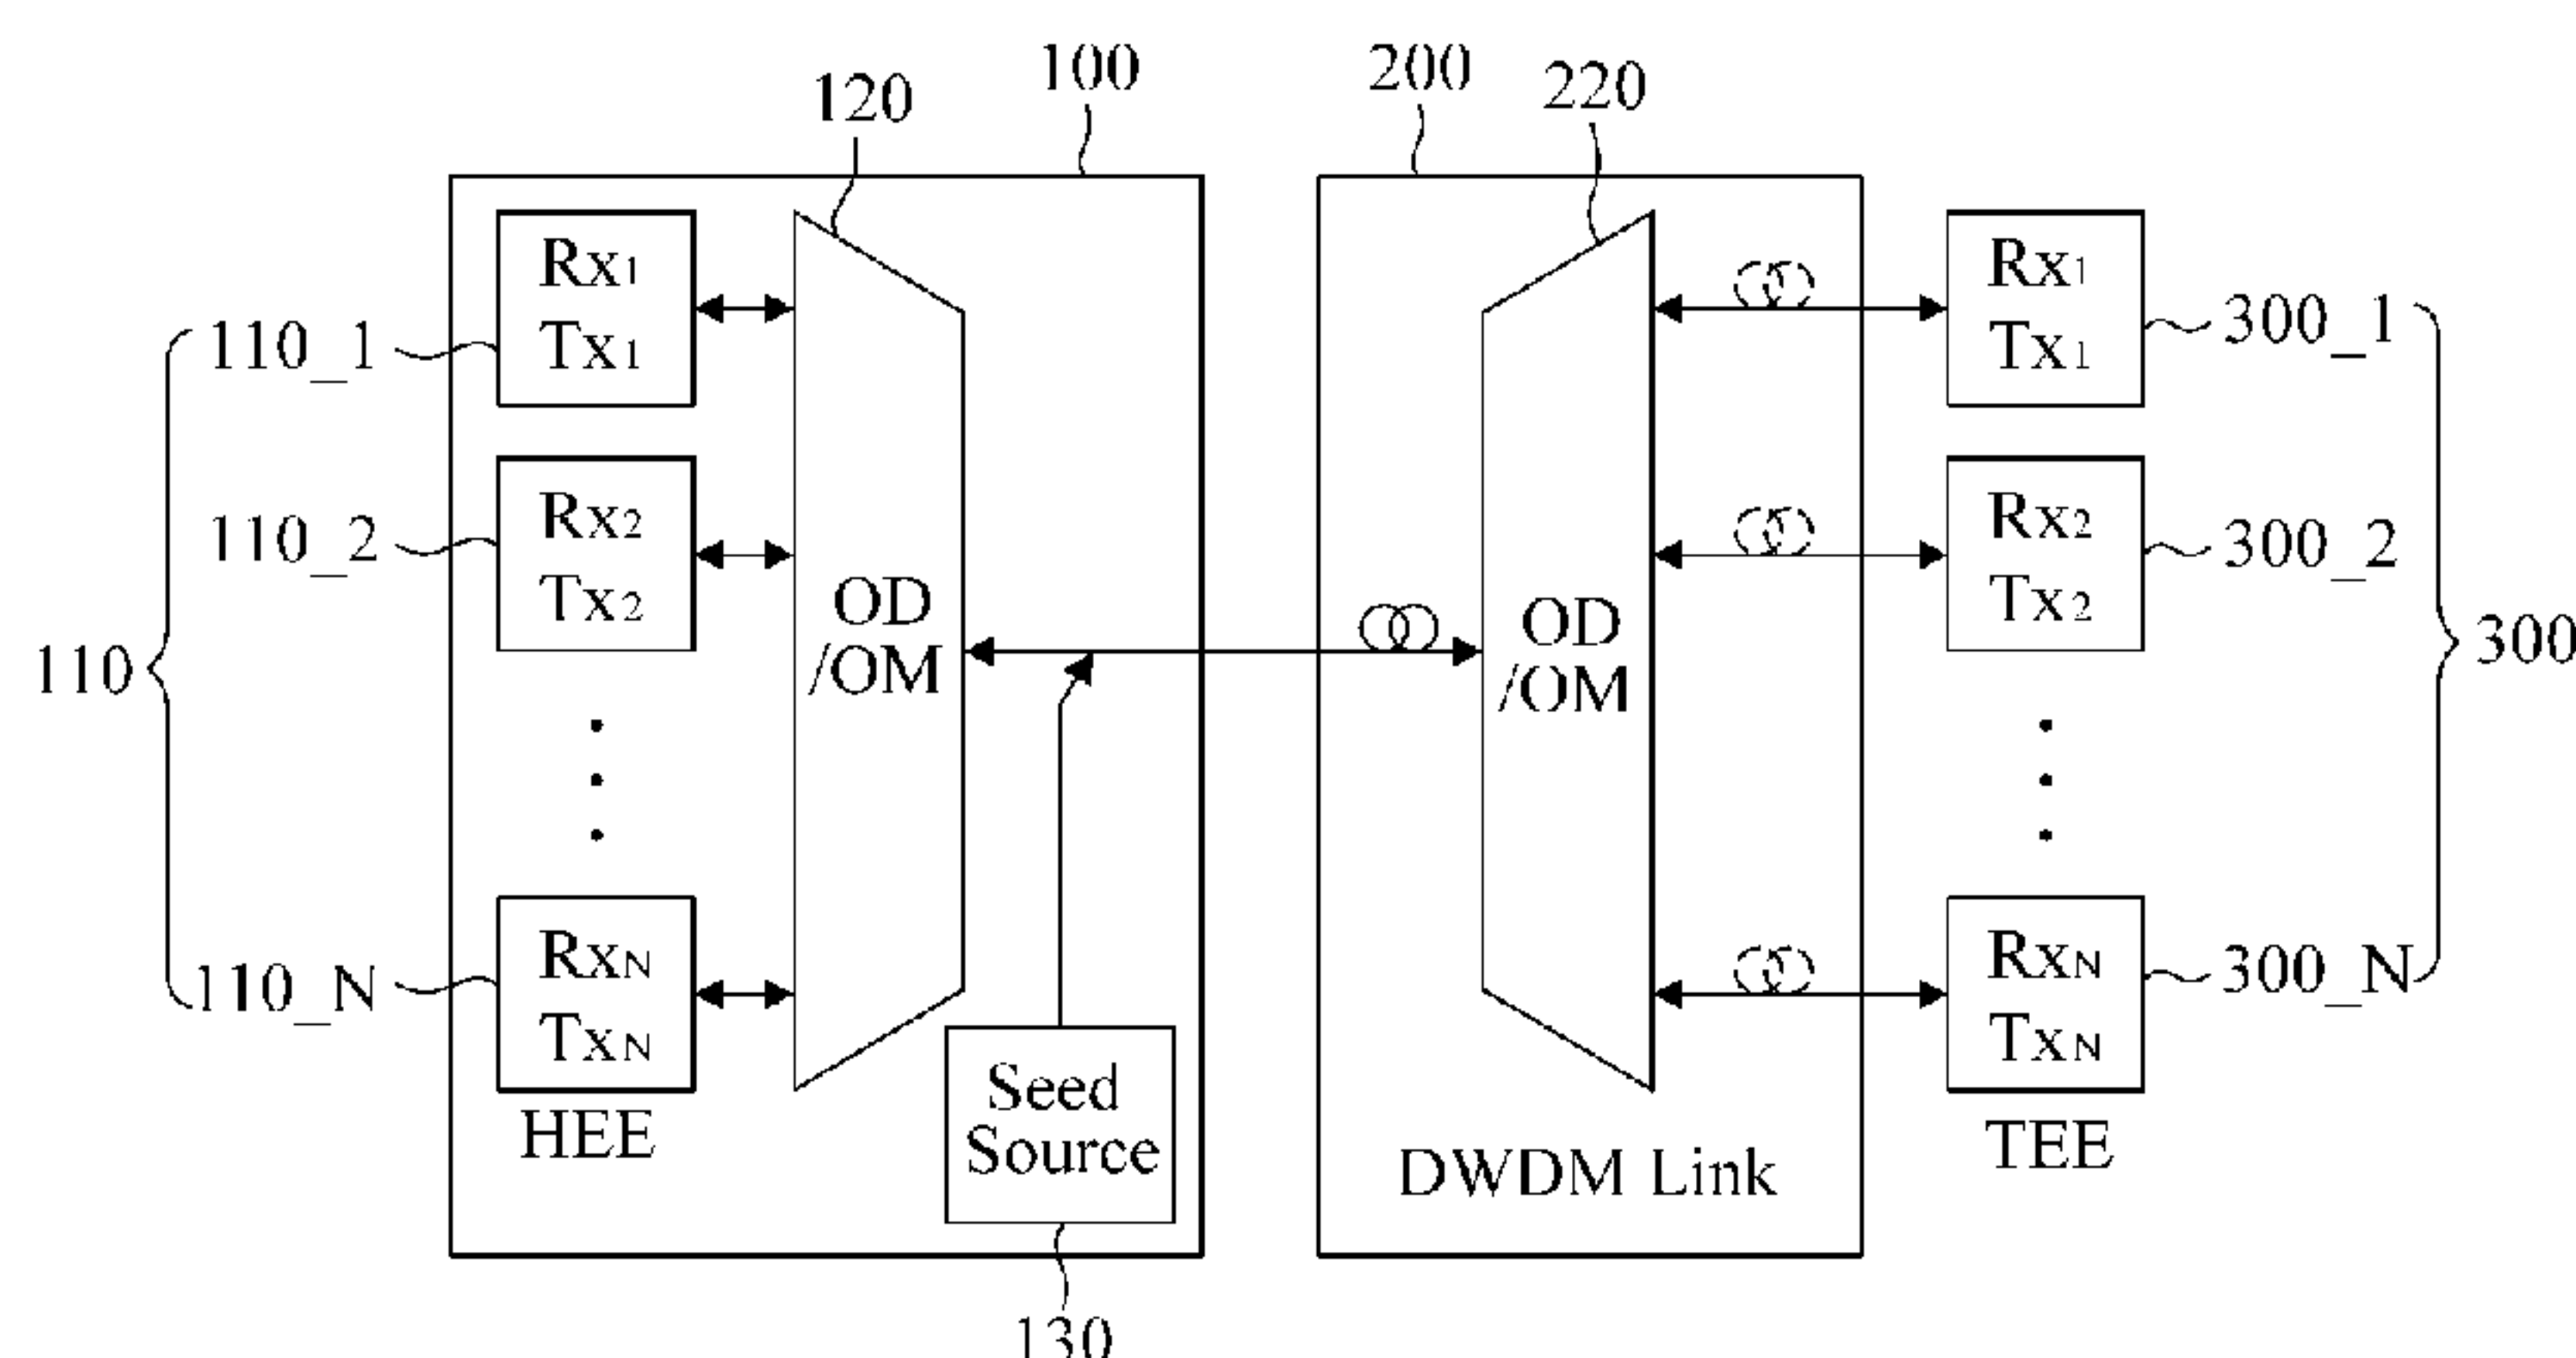 100
200
120
220
Rx1
Tx1
110_1
Rx1
Tx1
300_1
Rx2
Tx2
110_2
Rx2
Tx2
300_2
OD
/OM
OD
/OM
110
300
RxN
TxN
110_N
RxN
TxN
300_N
HEE
Seed
Source
TEE
DWDM Link
130